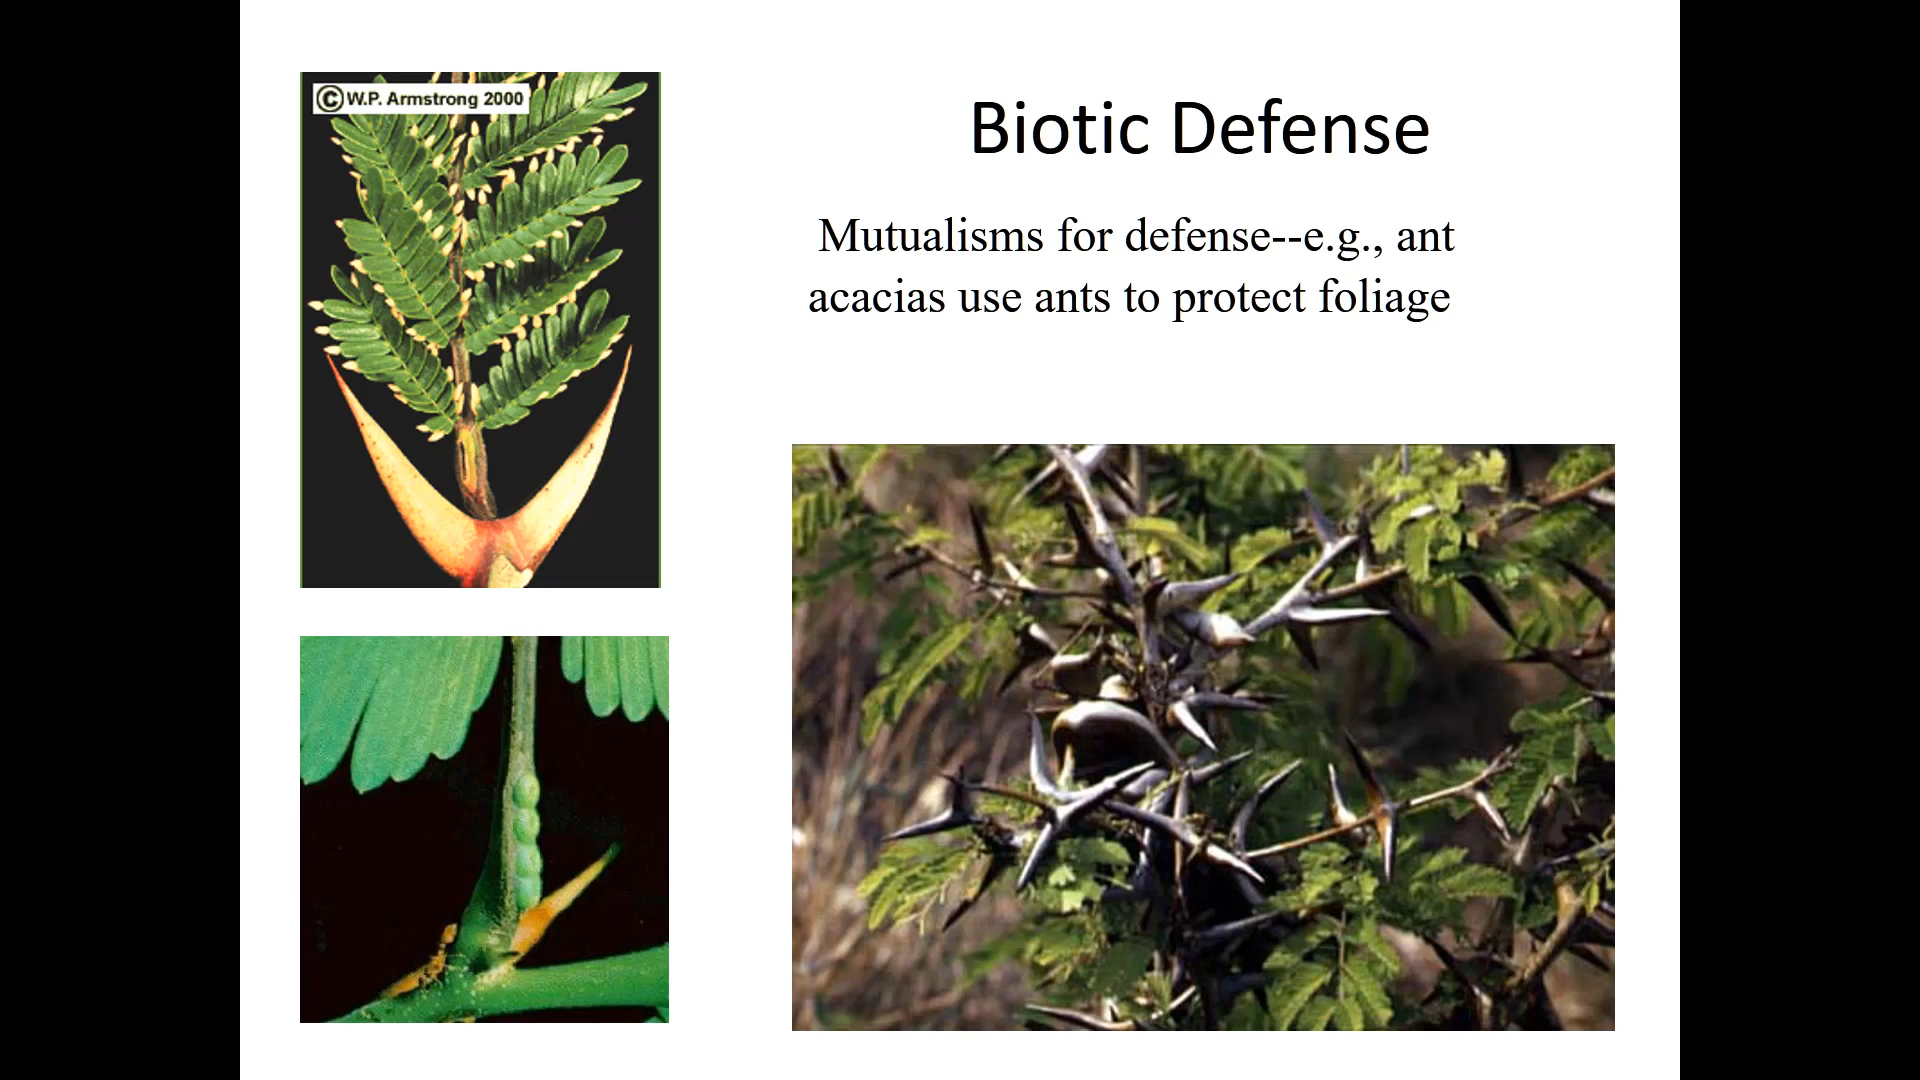 © W.P. Armstrong 2000
Biotic Defense
Mutualisms for defense--e.g., ant
acacias use ants to protect foliage